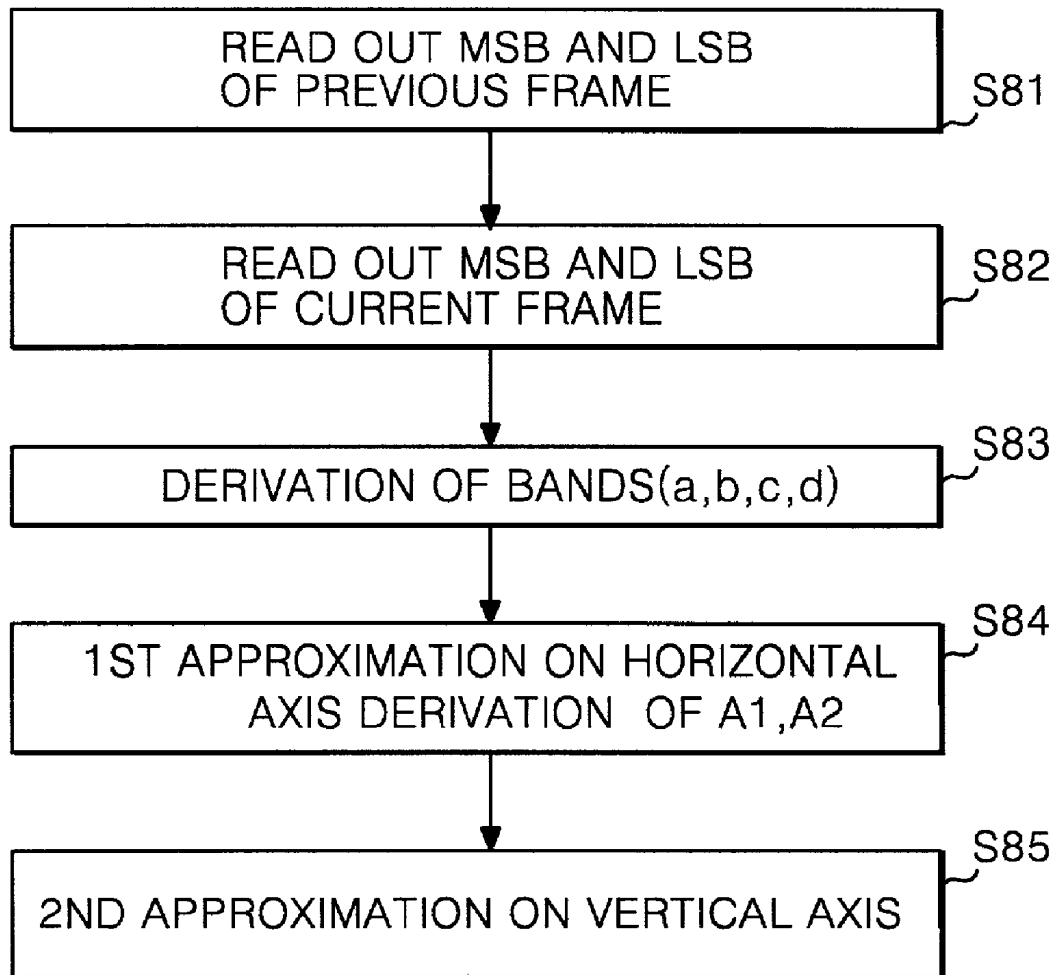 READ OUT MSB AND LSB
OF PREVIOUS FRAME
S81
READ OUT MSB AND LSB
OF CURRENT FRAME
S82
S83
DERIVATION OF BANDS(a,b,c,d)
S84
1ST APPROXIMATION ON HORIZONTAL
AXIS DERIVATION OF A1,A2
S85
2ND APPROXIMATION ON VERTICAL AXIS